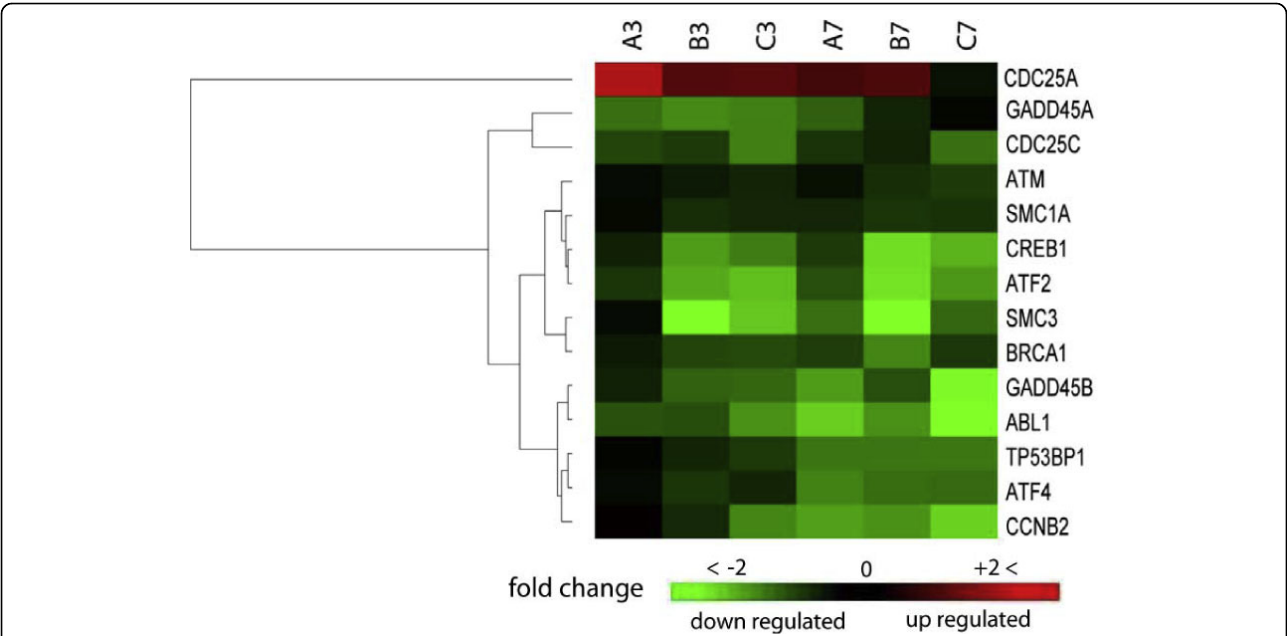 A3 B3 C3 A7 B7 C7
CDC25A
GADD45A
CDC25C
ATM
SMC1A
CREB1
ATF2
SMC3
BRCA1
GADD45B
ABL1
TP53BP1
ATF4
CCNB2
< -2 0 +2 <
fold change
down regulated up regulated